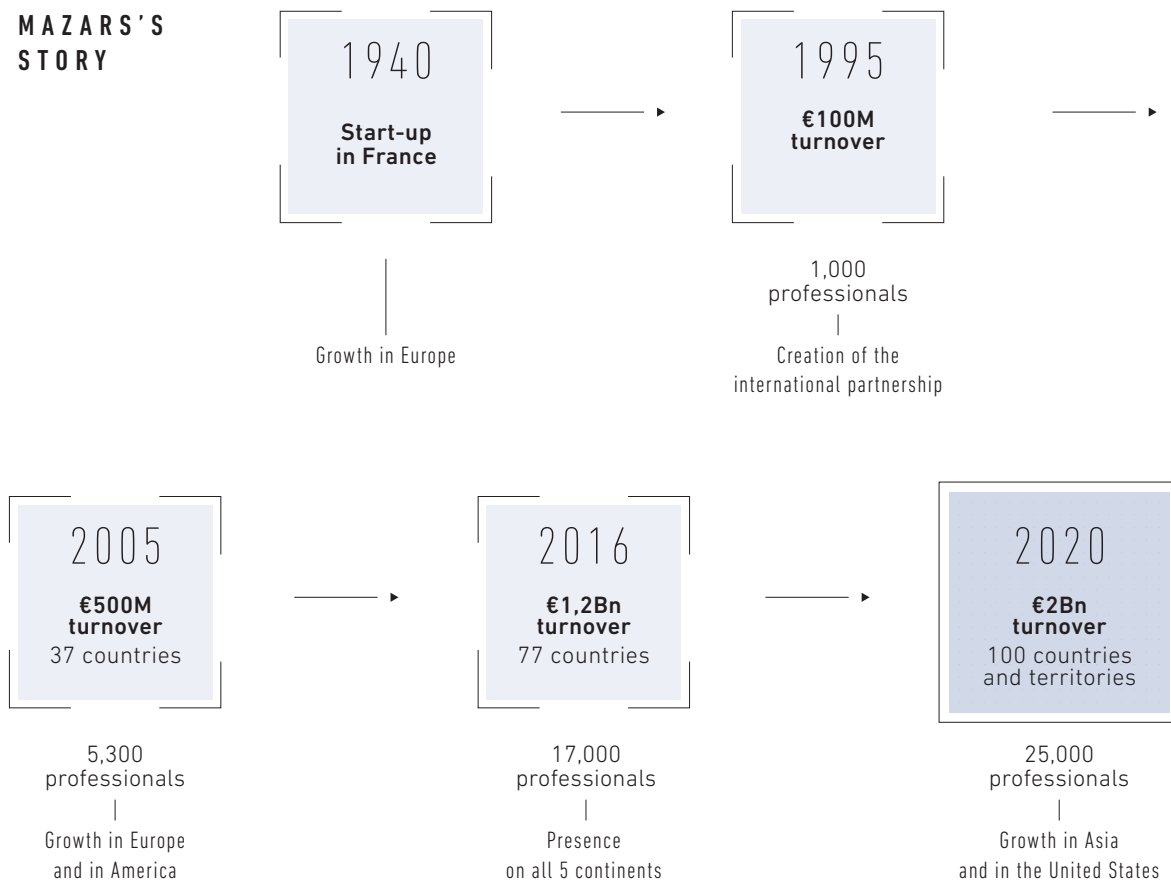 MAZARS'S
STORY
1940
Start-up
in France
Growth in Europe
1995
€100M
turnover
1,000
professionals
Creation of the
international partnership
2005
€500M
turnover
37 countries
5,300
professionals
Growth in Europe
and in America
2016
€1,2Bn
turnover
77 countries
17,000
professionals
Presence
on all 5 continents
2020
€2Bn
turnover
100 countries
and territories
25,000
professionals
Growth in Asia
and in the United States